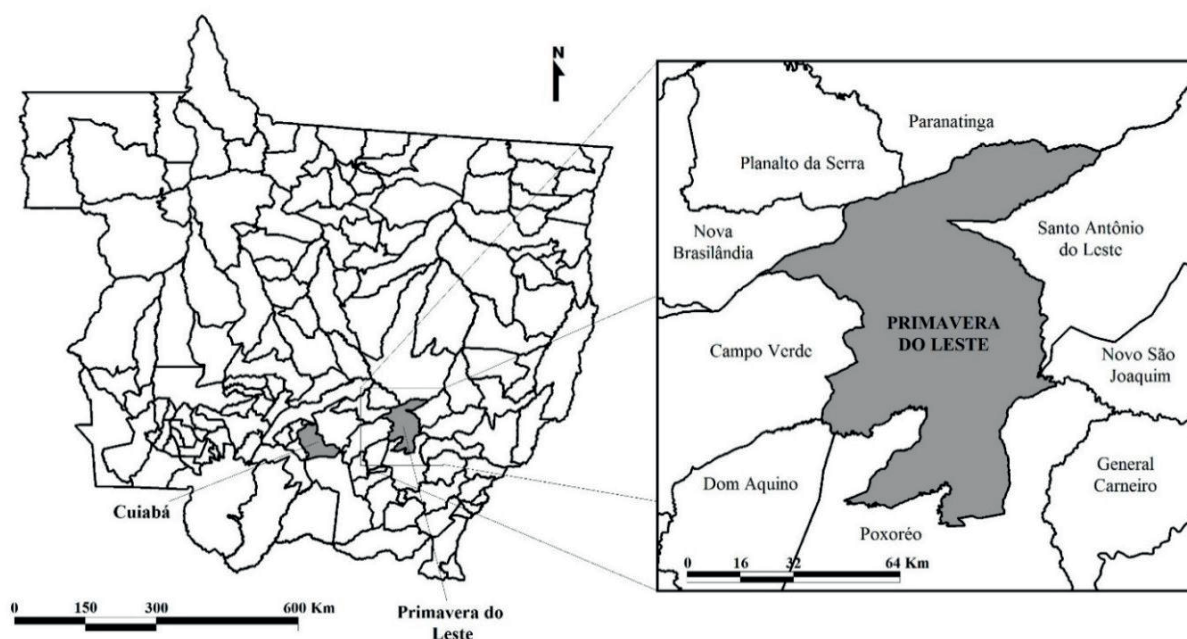 N
Cuiabá
Primavera do
Leste
0 150 300 600 Km
Paranatinga
Planalto da Serra
Nova
Brasilândia
Santo Antônio
do Leste
PRIMAVERA
DO LESTE
Campo Verde
Novo São
Joaquim
Dom Aquino
General
Carneiro
Poxoréo
0 16 32 64 Km